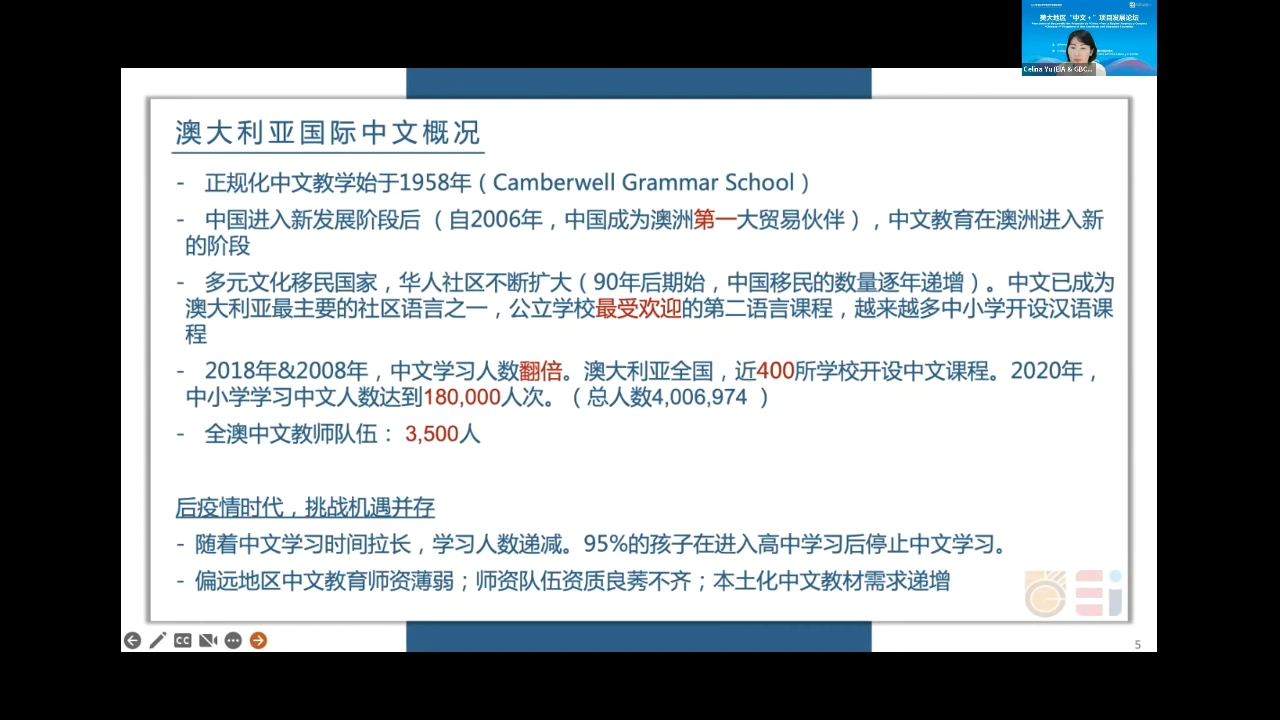 美大地区“中文+”项目发展论坛
Celina Yu (EIA & GBC...
澳大利亚国际中文概况
- 正规化中文教学始于1958年（Camberwell Grammar School）
- 中国进入新发展阶段后 （自2006年，中国成为澳洲第一大贸易伙伴），中文教育在澳洲进入新
的阶段
- 多元文化移民国家，华人社区不断扩大（90年后期始，中国移民的数量逐年递增）。中文已成为
澳大利亚最主要的社区语言之一，公立学校最受欢迎的第二语言课程，越来越多中小学开设汉语课
程
- 2018年&2008年，中文学习人数翻倍。澳大利亚全国，近400所学校开设中文课程。2020年，
中小学学习中文人数达到180,000人次。（总人数4,006,974 ）
- 全澳中文教师队伍： 3,500人
后疫情时代，挑战机遇并存
- 随着中文学习时间拉长，学习人数递减。95%的孩子在进入高中学习后停止中文学习。
- 偏远地区中文教育师资薄弱；师资队伍资质良莠不齐；本土化中文教材需求递增
CC
5